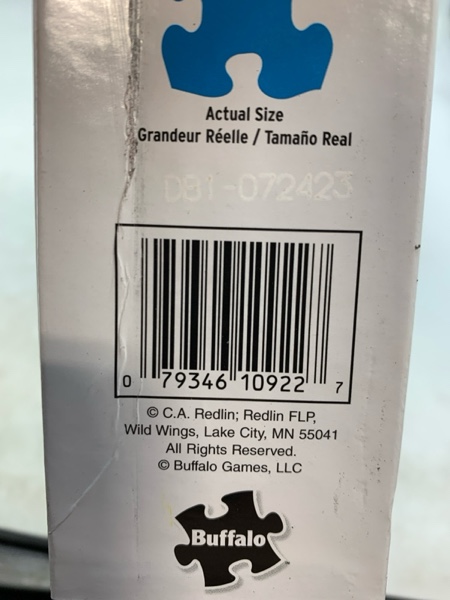 Actual Size
Grandeur Réelle / Tamaño Real
DB1-072423
0 79346 10922 7
© C.A. Redlin; Redlin FLP,
Wild Wings, Lake City, MN 55041
All Rights Reserved.
© Buffalo Games, LLC
Buffalo